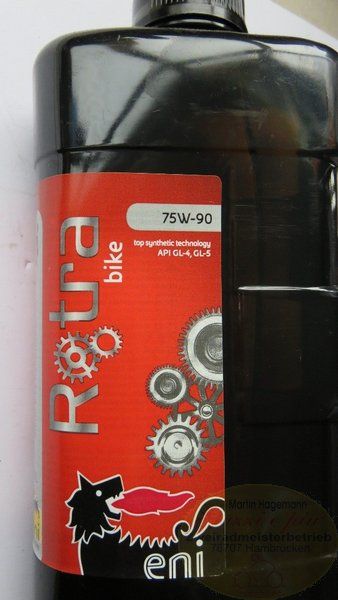 75W-90
top synthetic technology
API GL-4, GL-5
Rotra
bike
eni
Martin Hagemann
Zweiradmeisterbetrieb
76707 Hambrücken